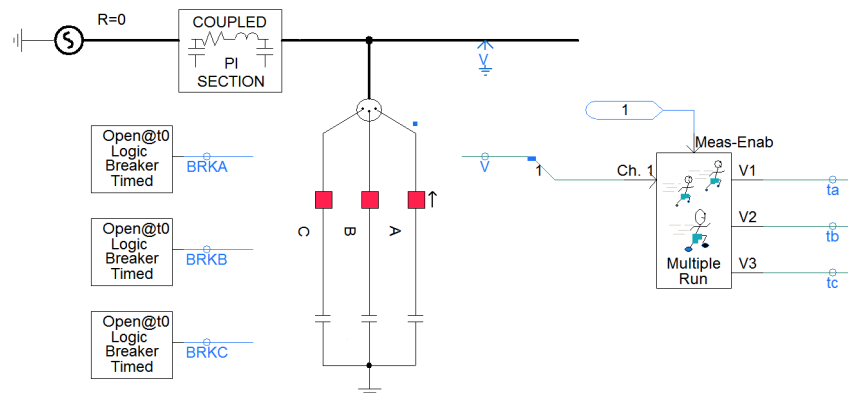 R=0
COUPLED
PI
SECTION
V
1
Meas-Enab
Open@t0
Logic
Breaker
Timed
BRKA
V
1
Ch. 1
V1
ta
C
B
A
Open@t0
Logic
Breaker
Timed
BRKB
V2
tb
Multiple
Run
V3
tc
Open@t0
Logic
Breaker
Timed
BRKC